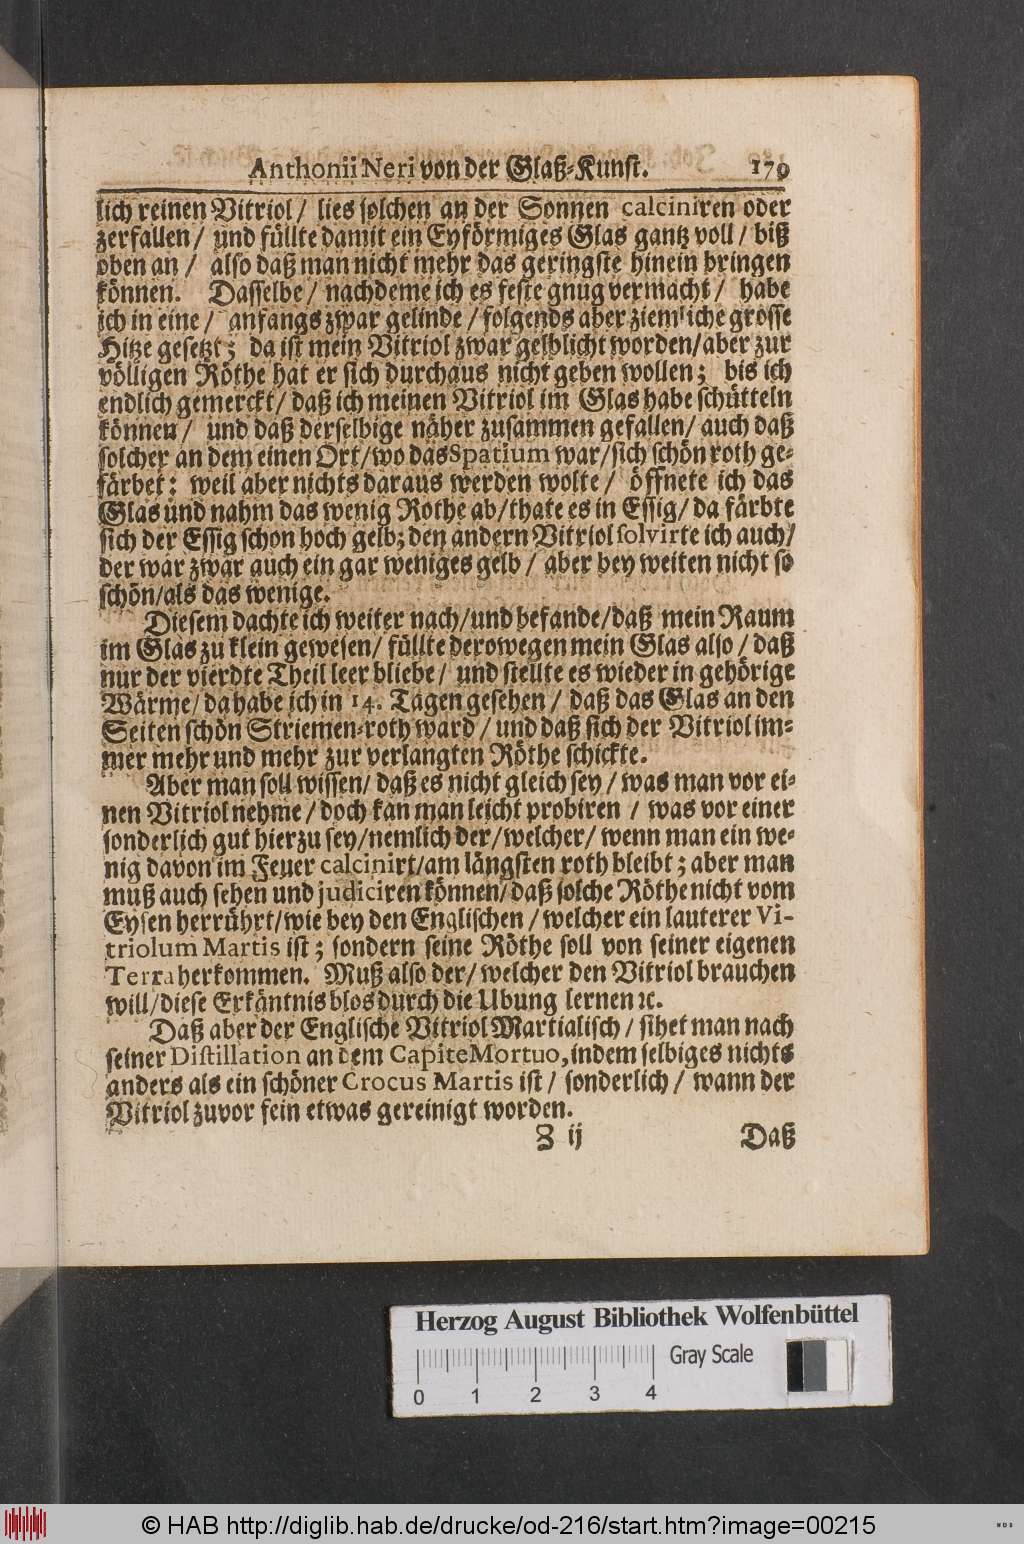 Anthonii Neri von der Glaß-Kunst. 179
lich reinen Vitriol / lies solchen an der Sonnen calciniren oder
zerfallen / und füllte damit ein Eyförmiges Glas gantz voll / biß
oben an / also daß man nicht mehr das geringste hinein bringen
können. Dasselbe / nachdeme ich es feste gnug vermacht / habe
ich in eine / anfangs zwar gelinde / folgends aber ziemliche grosse
Hitze gesetzt; da ist mein Vitriol zwar gelblicht worden/aber zur
völligen Röthe hat er sich durchaus nicht geben wollen; bis ich
endlich gemerckt/ daß ich meinen Vitriol im Glas habe schütteln
können / und daß derselbige näher zusammen gefallen/ auch daß
solcher an dem einen Ort/wo das Spatium war/sich schön roth ge-
färbet: weil aber nichts daraus werden wolte / öffnete ich das
Glas und nahm das wenig Rothe ab/thate es in Essig/ da färbte
sich der Essig schon hoch gelb; den andern Vitriol solvirte ich auch/
der war zwar auch ein gar weniges gelb / aber bey weiten nicht so
schön/als das wenige.
Diesem dachte ich weiter nach/und befande/daß mein Raum
im Glas zu klein gewesen/ füllte derowegen mein Glas also / daß
nur der vierdte Theil leer bliebe / und stellte es wieder in gehörige
Wärme/ da habe ich in 14. Tagen gesehen / daß das Glas an den
Seiten schön Striemen-roth ward / und daß sich der Vitriol im-
mer mehr und mehr zur verlangten Röthe schickte.
Aber man soll wissen/ daß es nicht gleich sey / was man vor ei-
nen Vitriol nehme / doch kan man leicht probiren / was vor einer
sonderlich gut hierzu sey/nemlich der/welcher/ wenn man ein we-
nig davon im Feuer calcinirt/am längsten roth bleibt; aber man
muß auch sehen und judiciren können/ daß solche Röthe nicht vom
Eysen herrührt/wie bey den Englischen / welcher ein lauterer Vi-
triolum Martis ist; sondern seine Röthe soll von seiner eigenen
Terra herkommen. Muß also der/ welcher den Vitriol brauchen
will/diese Erkäntnis blos durch die Ubung lernen ꝛc.
Daß aber der Englische Vitriol Martialisch / sihet man nach
seiner Distillation an dem Capite Mortuo, indem selbiges nichts
anders als ein schöner Crocus Martis ist/ sonderlich / wann der
Vitriol zuvor fein etwas gereinigt worden.
Z ij Daß
Herzog August Bibliothek Wolfenbüttel
Gray Scale
0 1 2 3 4
© HAB http://diglib.hab.de/drucke/od-216/start.htm?image=00215